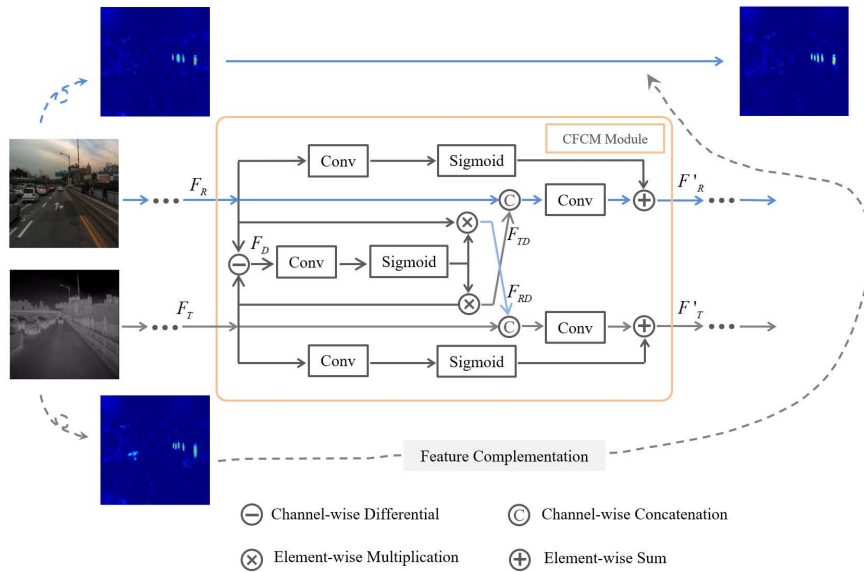 CFCM Module
Conv
Sigmoid
F_R
C
Conv
F'_R
F_D
F_TD
Conv
Sigmoid
F_RD
F_T
C
Conv
F'_T
Conv
Sigmoid
Feature Complementation
Channel-wise Differential
C Channel-wise Concatenation
Element-wise Multiplication
Element-wise Sum